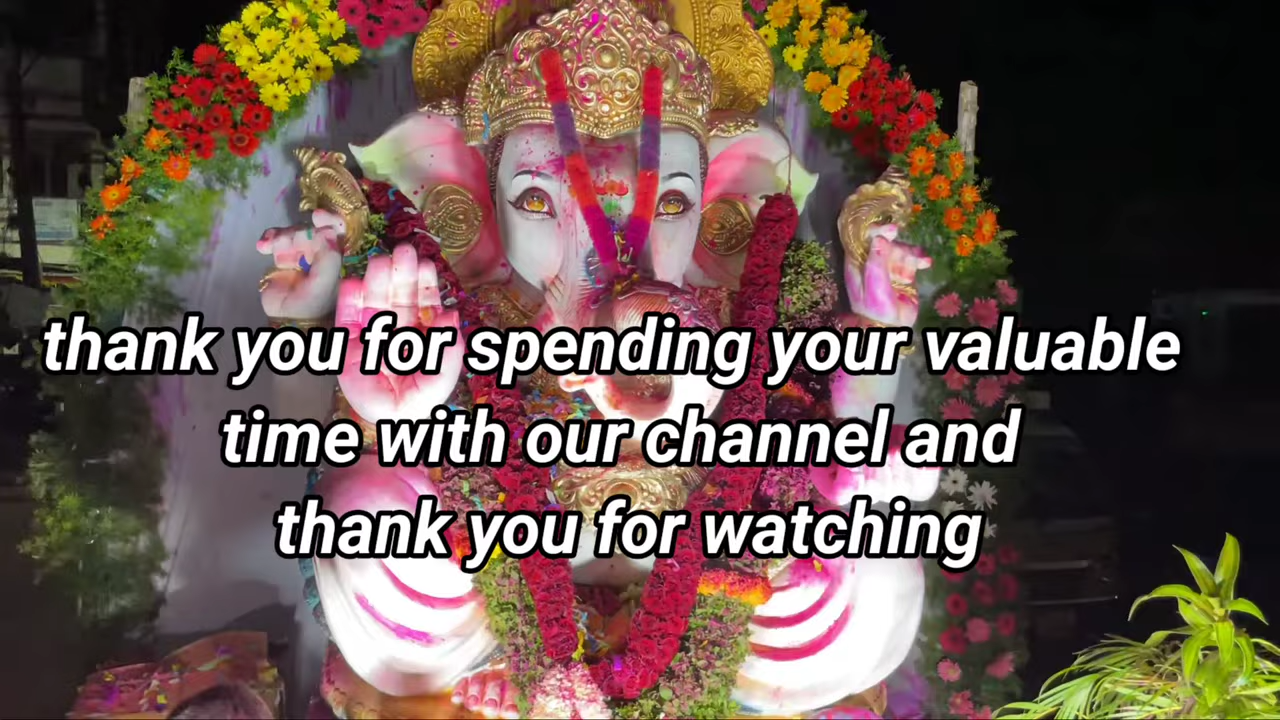 thank you for spending your valuable
time with our channel and
thank you for watching